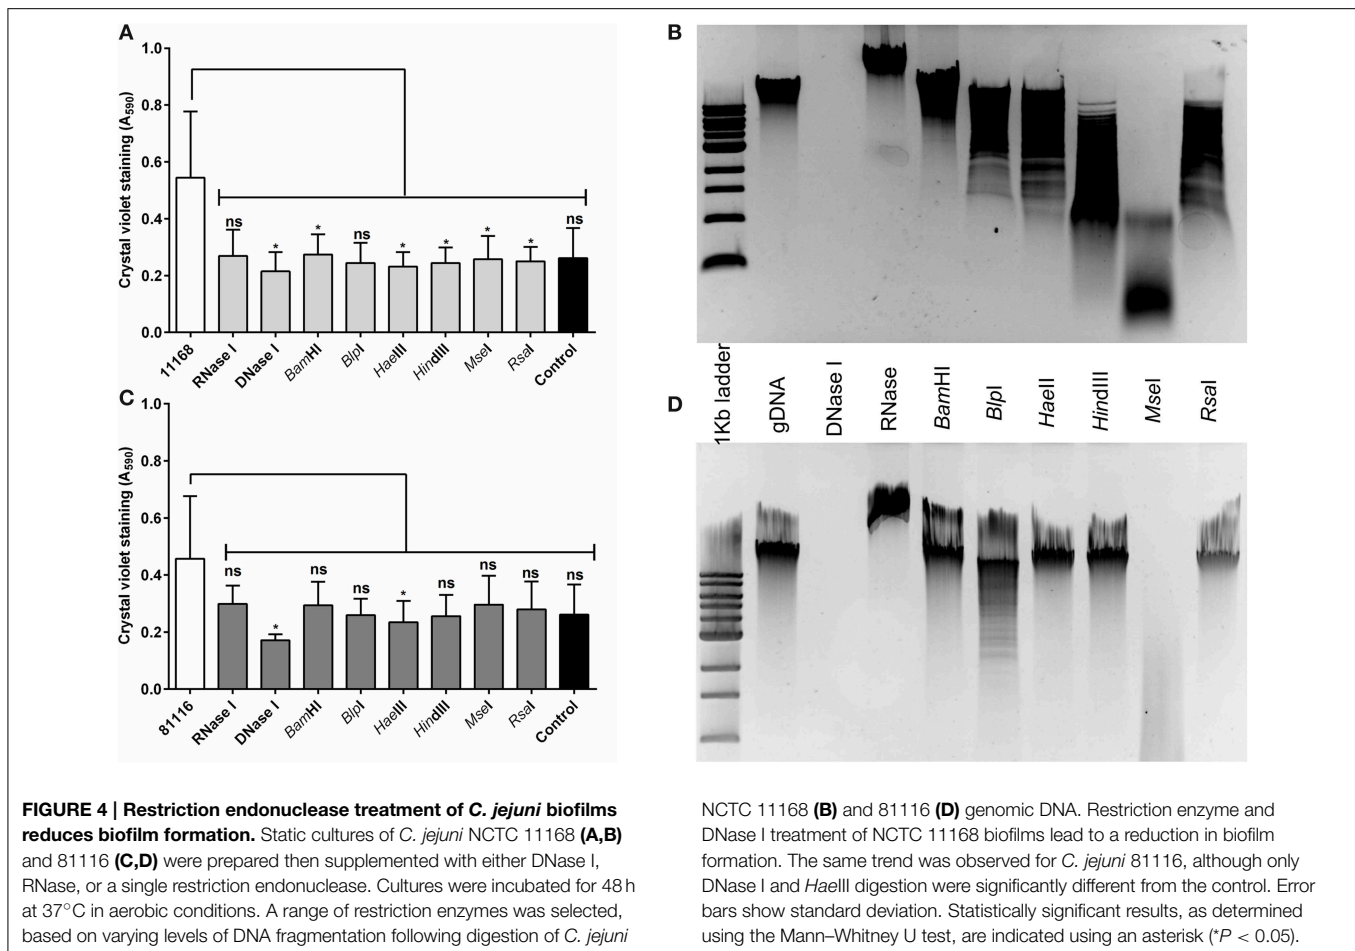 A
Crystal violet staining (A590)
1.0
0.8
0.6
0.4
0.2
0.0
ns
*
*
ns
*
*
*
*
ns
11168
RNase I
DNase I
BamHI
BlpI
HaeIII
HindIII
MseI
RsaI
Control
B
1Kb ladder
gDNA
DNase I
RNase
BamHI
BlpI
HaeII
HindIII
MseI
RsaI
C
Crystal violet staining (A590)
1.0
0.8
0.6
0.4
0.2
0.0
ns
*
ns
ns
*
ns
ns
ns
ns
81116
RNase I
DNase I
BamHI
BlpI
HaeIII
HindIII
MseI
RsaI
Control
D
FIGURE 4 | Restriction endonuclease treatment of C. jejuni biofilms
reduces biofilm formation. Static cultures of C. jejuni NCTC 11168 (A,B)
and 81116 (C,D) were prepared then supplemented with either DNase I,
RNase, or a single restriction endonuclease. Cultures were incubated for 48 h
at 37°C in aerobic conditions. A range of restriction enzymes was selected,
based on varying levels of DNA fragmentation following digestion of C. jejuni
NCTC 11168 (B) and 81116 (D) genomic DNA. Restriction enzyme and
DNase I treatment of NCTC 11168 biofilms lead to a reduction in biofilm
formation. The same trend was observed for C. jejuni 81116, although only
DNase I and HaeIII digestion were significantly different from the control. Error
bars show standard deviation. Statistically significant results, as determined
using the Mann–Whitney U test, are indicated using an asterisk (*P < 0.05).